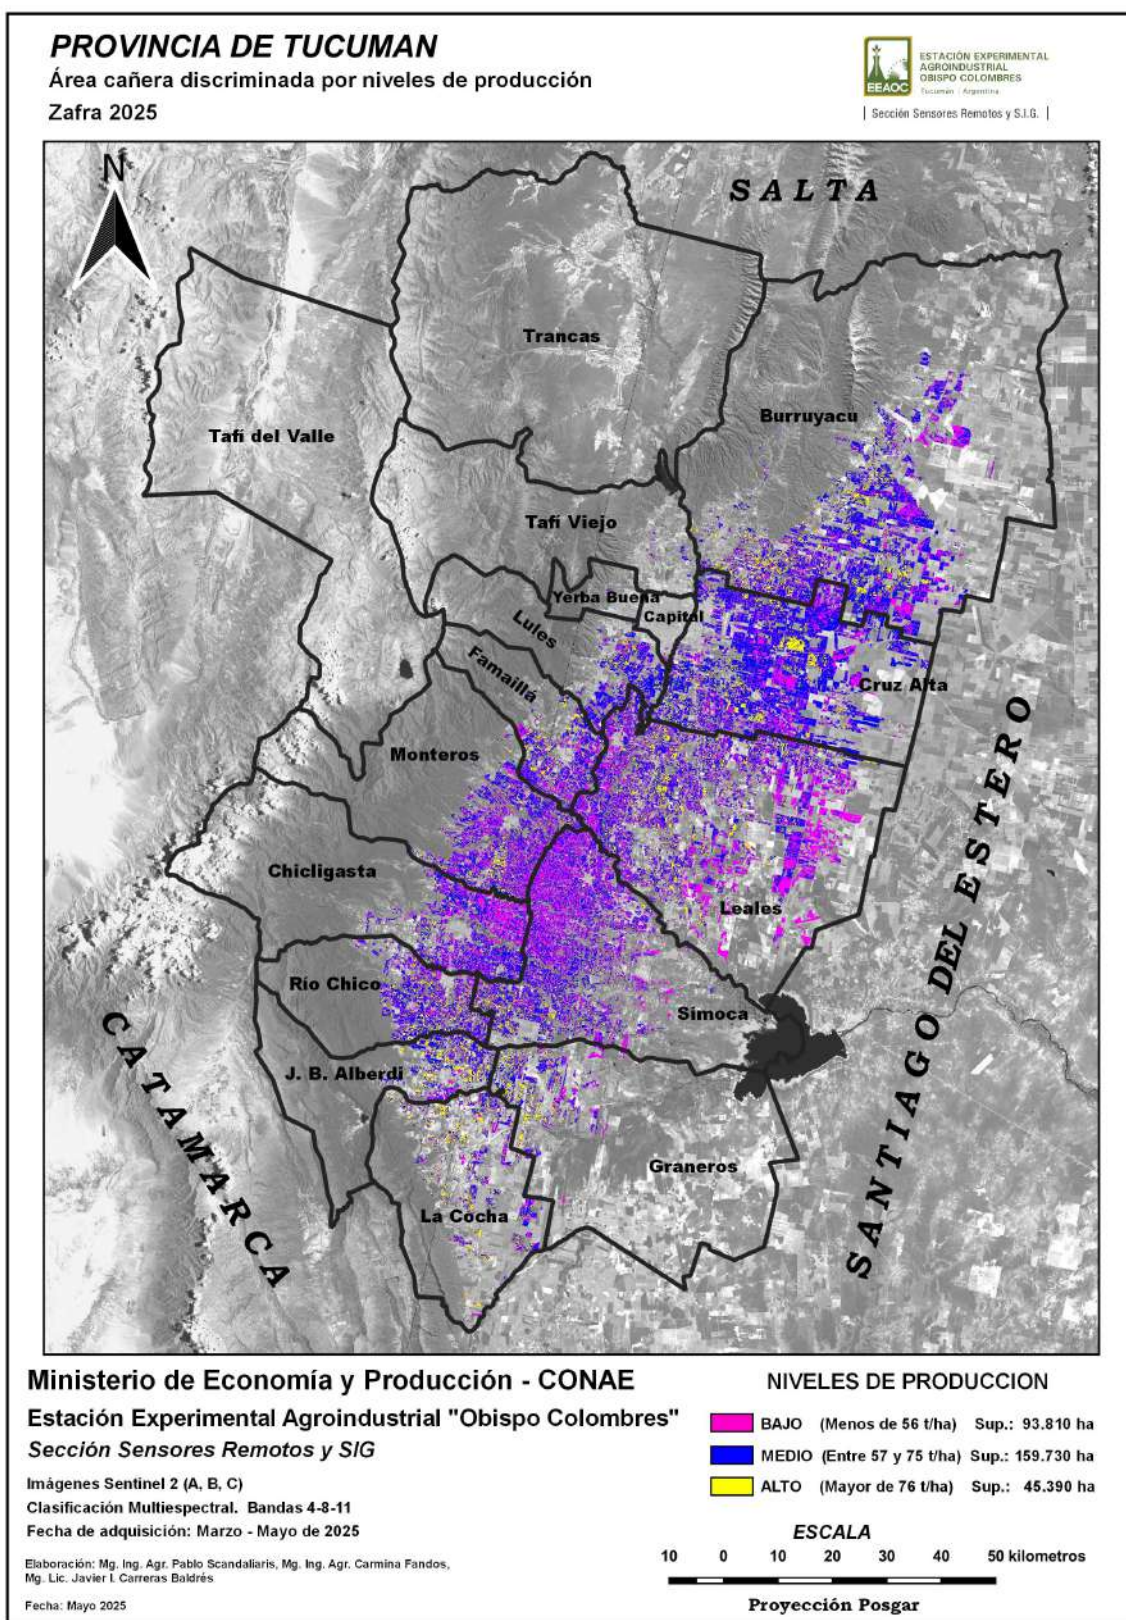 PROVINCIA DE TUCUMAN
Área cañera discriminada por niveles de producción
Zafra 2025
EEAOC
ESTACIÓN EXPERIMENTAL
AGROINDUSTRIAL
OBISPO COLOMBRES
Tucumán | Argentina
| Sección Sensores Remotos y S.I.G. |
N
SALTA
Trancas
Burruyacu
Tafí del Valle
Tafí Viejo
Yerba Buena
Capital
Lules
Famaillá
Cruz Alta
Monteros
Chicligasta
Leales
Río Chico
Simoca
J. B. Alberdi
Graneros
La Cocha
CATAMARCA
SANTIAGO DEL ESTERO
Ministerio de Economía y Producción - CONAE
Estación Experimental Agroindustrial "Obispo Colombres"
Sección Sensores Remotos y SIG
Imágenes Sentinel 2 (A, B, C)
Clasificación Multiespectral. Bandas 4-8-11
Fecha de adquisición: Marzo - Mayo de 2025
Elaboración: Mg. Ing. Agr. Pablo Scandaliaris, Mg. Ing. Agr. Carmina Fandos,
Mg. Lic. Javier I. Carreras Baldrés
Fecha: Mayo 2025
NIVELES DE PRODUCCION
BAJO (Menos de 56 t/ha) Sup.: 93.810 ha
MEDIO (Entre 57 y 75 t/ha) Sup.: 159.730 ha
ALTO (Mayor de 76 t/ha) Sup.: 45.390 ha
ESCALA
10 0 10 20 30 40 50 kilometros
Proyección Posgar